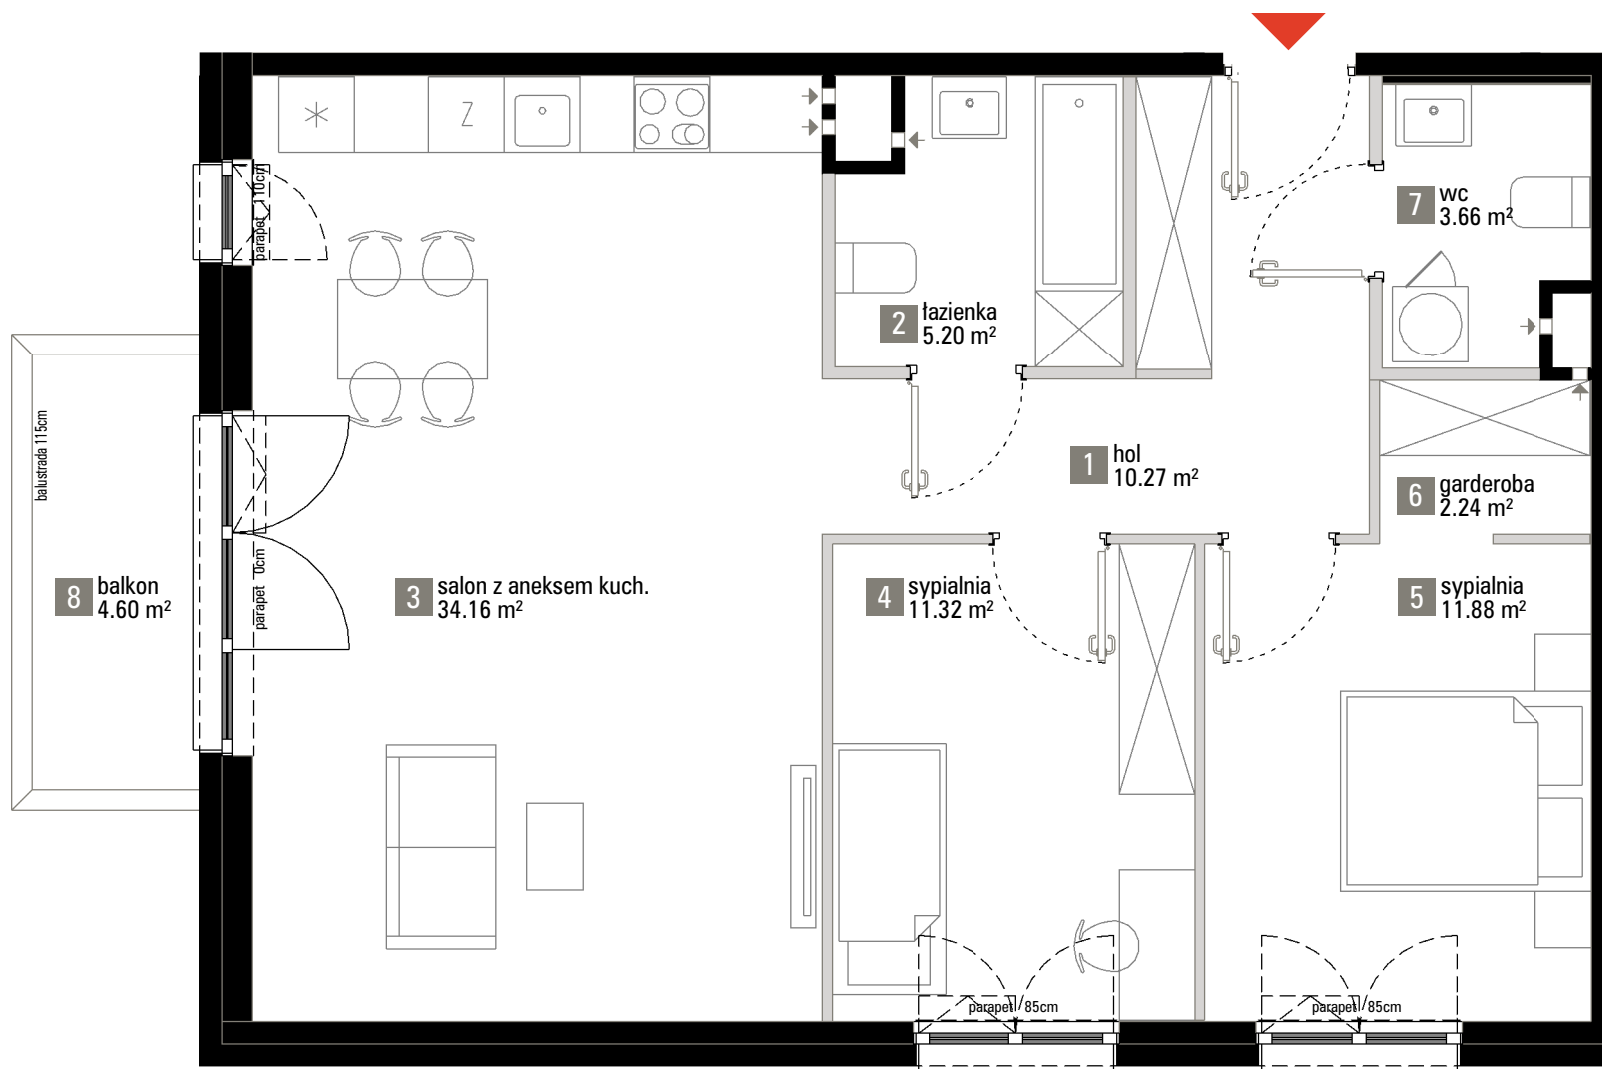 Z
parapet 110cm
7
wc
3.66 m²
2
łazienka
5.20 m²
balustrada 115cm
1
hol
10.27 m²
6
garderoba
2.24 m²
8
balkon
4.60 m²
parapet 0cm
3
salon z aneksem kuch.
34.16 m²
4
sypialnia
11.32 m²
5
sypialnia
11.88 m²
parapet 85cm
parapet 85cm